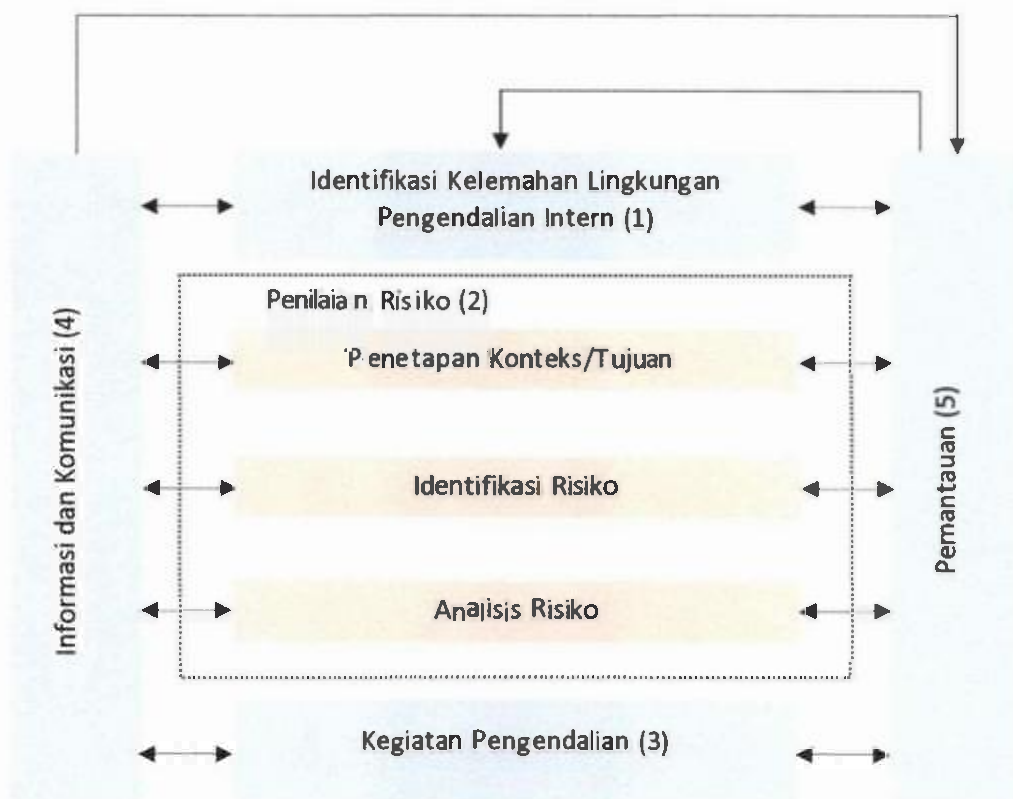 Identifikasi Kelemahan Lingkungan
Pengendalian Intern (1)
Penilaian Risiko (2)
Penetapan Konteks/Tujuan
Identifikasi Risiko
Analisis Risiko
Kegiatan Pengendalian (3)
Informasi dan Komunikasi (4)
Pemantauan (5)